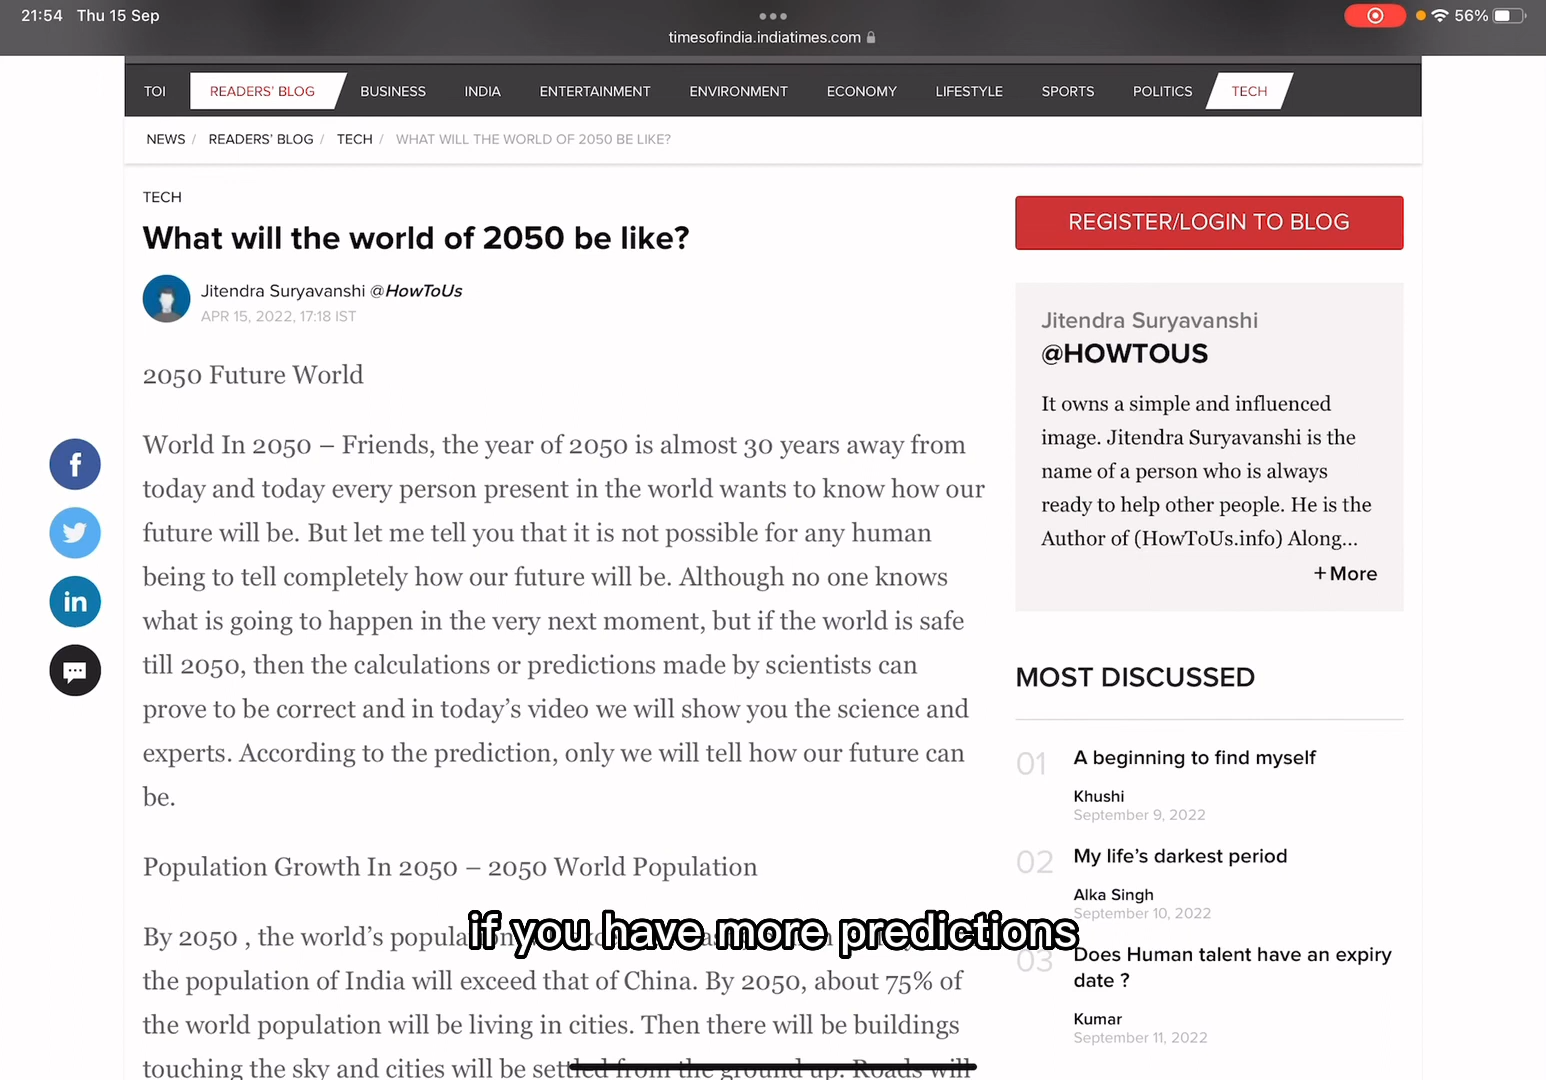 21:54 Thu 15 Sep
timesofindia.indiatimes.com
56%
TOI READERS' BLOG BUSINESS INDIA ENTERTAINMENT ENVIRONMENT ECONOMY LIFESTYLE SPORTS POLITICS TECH
NEWS / READERS' BLOG / TECH / WHAT WILL THE WORLD OF 2050 BE LIKE?
TECH
What will the world of 2050 be like?
Jitendra Suryavanshi @HowToUs
APR 15, 2022, 17:18 IST
2050 Future World
World In 2050 – Friends, the year of 2050 is almost 30 years away from
today and today every person present in the world wants to know how our
future will be. But let me tell you that it is not possible for any human
being to tell completely how our future will be. Although no one knows
what is going to happen in the very next moment, but if the world is safe
till 2050, then the calculations or predictions made by scientists can
prove to be correct and in today's video we will show you the science and
experts. According to the prediction, only we will tell how our future can
be.
Population Growth In 2050 – 2050 World Population
By 2050 , the world's
if you have more predictions
the population of India will exceed that of China. By 2050, about 75% of
the world population will be living in cities. Then there will be buildings
touching the sky and cities will be settled from the ground up. Roads will
f
in
REGISTER/LOGIN TO BLOG
Jitendra Suryavanshi
@HOWTOUS
It owns a simple and influenced
image. Jitendra Suryavanshi is the
name of a person who is always
ready to help other people. He is the
Author of (HowToUs.info) Along...
+More
MOST DISCUSSED
01 A beginning to find myself
Khushi
September 9, 2022
02 My life's darkest period
Alka Singh
September 10, 2022
03 Does Human talent have an expiry
date ?
Kumar
September 11, 2022